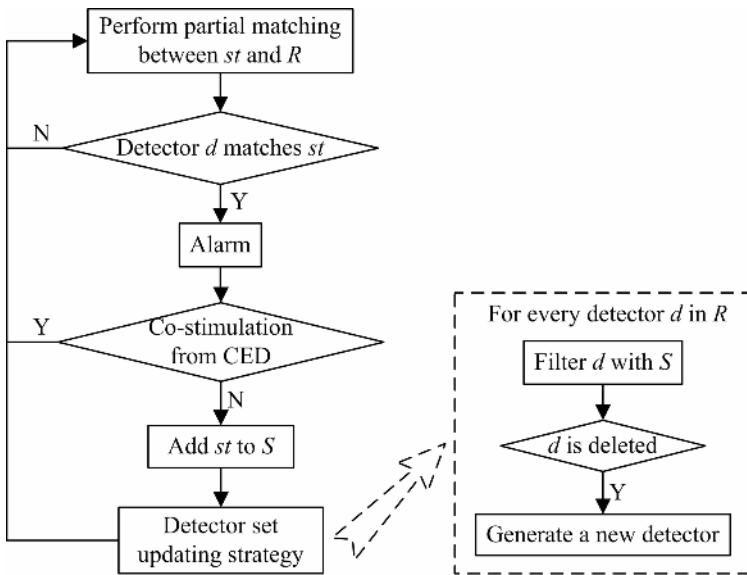 Perform partial matching
between st and R
N
Detector d matches st
Y
Alarm
Y
Co-stimulation
from CED
N
Add st to S
Detector set
updating strategy
For every detector d in R
Filter d with S
d is deleted
Y
Generate a new detector